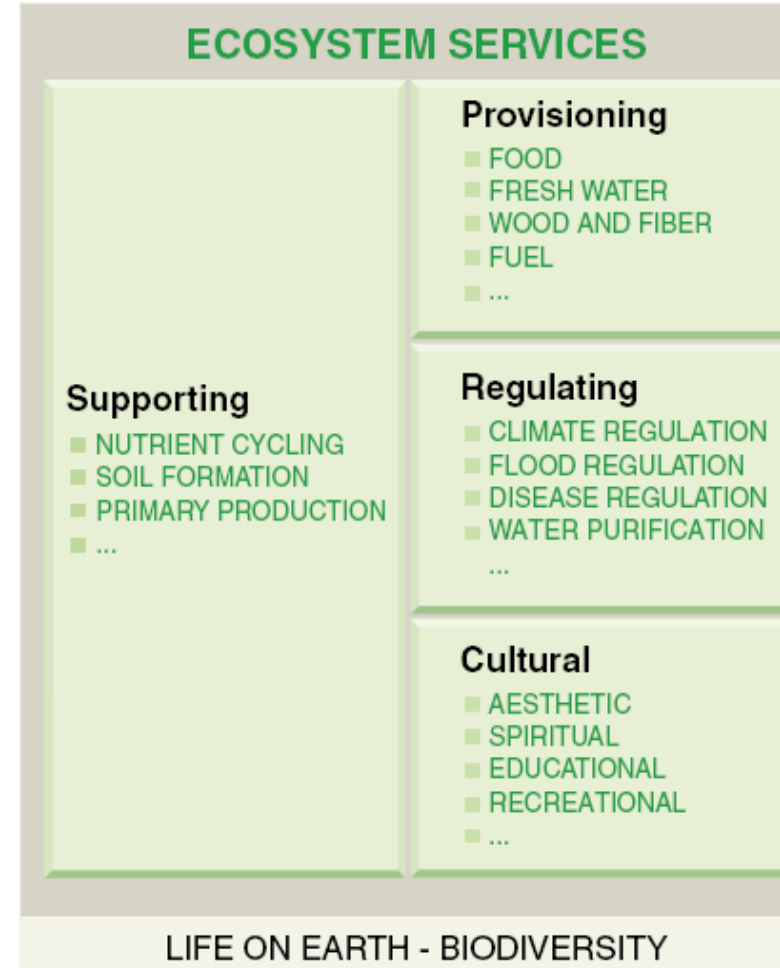 ECOSYSTEM SERVICES
Supporting
NUTRIENT CYCLING
SOIL FORMATION
PRIMARY PRODUCTION
...
Provisioning
FOOD
FRESH WATER
WOOD AND FIBER
FUEL
...
Regulating
CLIMATE REGULATION
FLOOD REGULATION
DISEASE REGULATION
WATER PURIFICATION
...
Cultural
AESTHETIC
SPIRITUAL
EDUCATIONAL
RECREATIONAL
...
LIFE ON EARTH - BIODIVERSITY